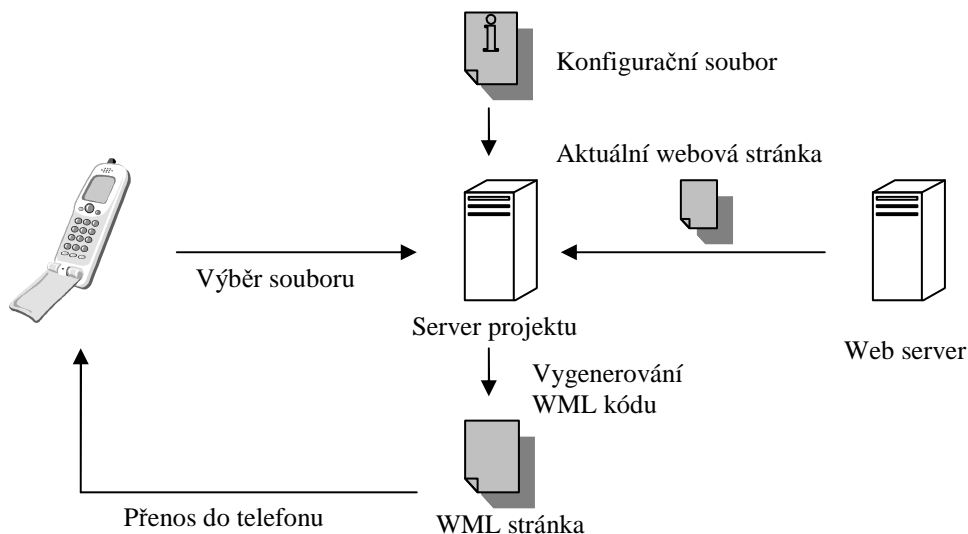 Konfigurační soubor
Aktuální webová stránka
Výběr souboru
Server projektu
Web server
Vygenerování
WML kódu
Přenos do telefonu
WML stránka